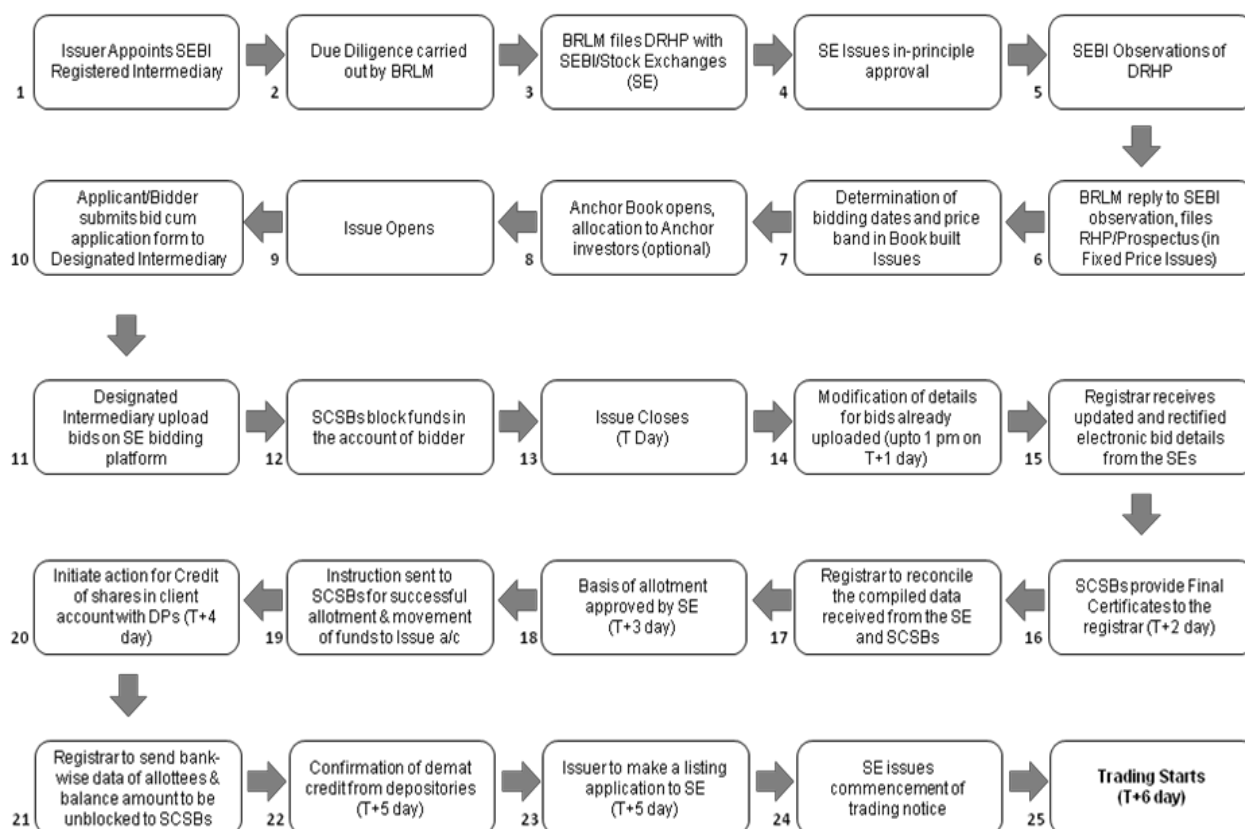 Issuer Appoints SEBI
Registered Intermediary
1
Due Diligence carried
out by BRLM
2
BRLM files DRHP with
SEBI/Stock Exchanges
(SE)
3
SE Issues in-principle
approval
4
SEBI Observations of
DRHP
5
BRLM reply to SEBI
observation, files
RHP/Prospectus (in
Fixed Price Issues)
6
Determination of
bidding dates and price
band in Book built
Issues
7
Anchor Book opens,
allocation to Anchor
investors (optional)
8
Issue Opens
9
Applicant/Bidder
submits bid cum
application form to
Designated Intermediary
10
Designated
Intermediary upload
bids on SE bidding
platform
11
SCSBs block funds in
the account of bidder
12
Issue Closes
(T Day)
13
Modification of details
for bids already
uploaded (upto 1 pm on
T+1 day)
14
Registrar receives
updated and rectified
electronic bid details
from the SEs
15
SCSBs provide Final
Certificates to the
registrar (T+2 day)
16
Registrar to reconcile
the compiled data
received from the SE
and SCSBs
17
Basis of allotment
approved by SE
(T+3 day)
18
Instruction sent to
SCSBs for successful
allotment & movement
of funds to Issue a/c
19
Initiate action for Credit
of shares in client
account with DPs (T+4
day)
20
Registrar to send bank-
wise data of allottees &
balance amount to be
unblocked to SCSBs
21
Confirmation of demat
credit from depositories
(T+5 day)
22
Issuer to make a listing
application to SE
(T+5 day)
23
SE issues
commencement of
trading notice
24
Trading Starts
(T+6 day)
25